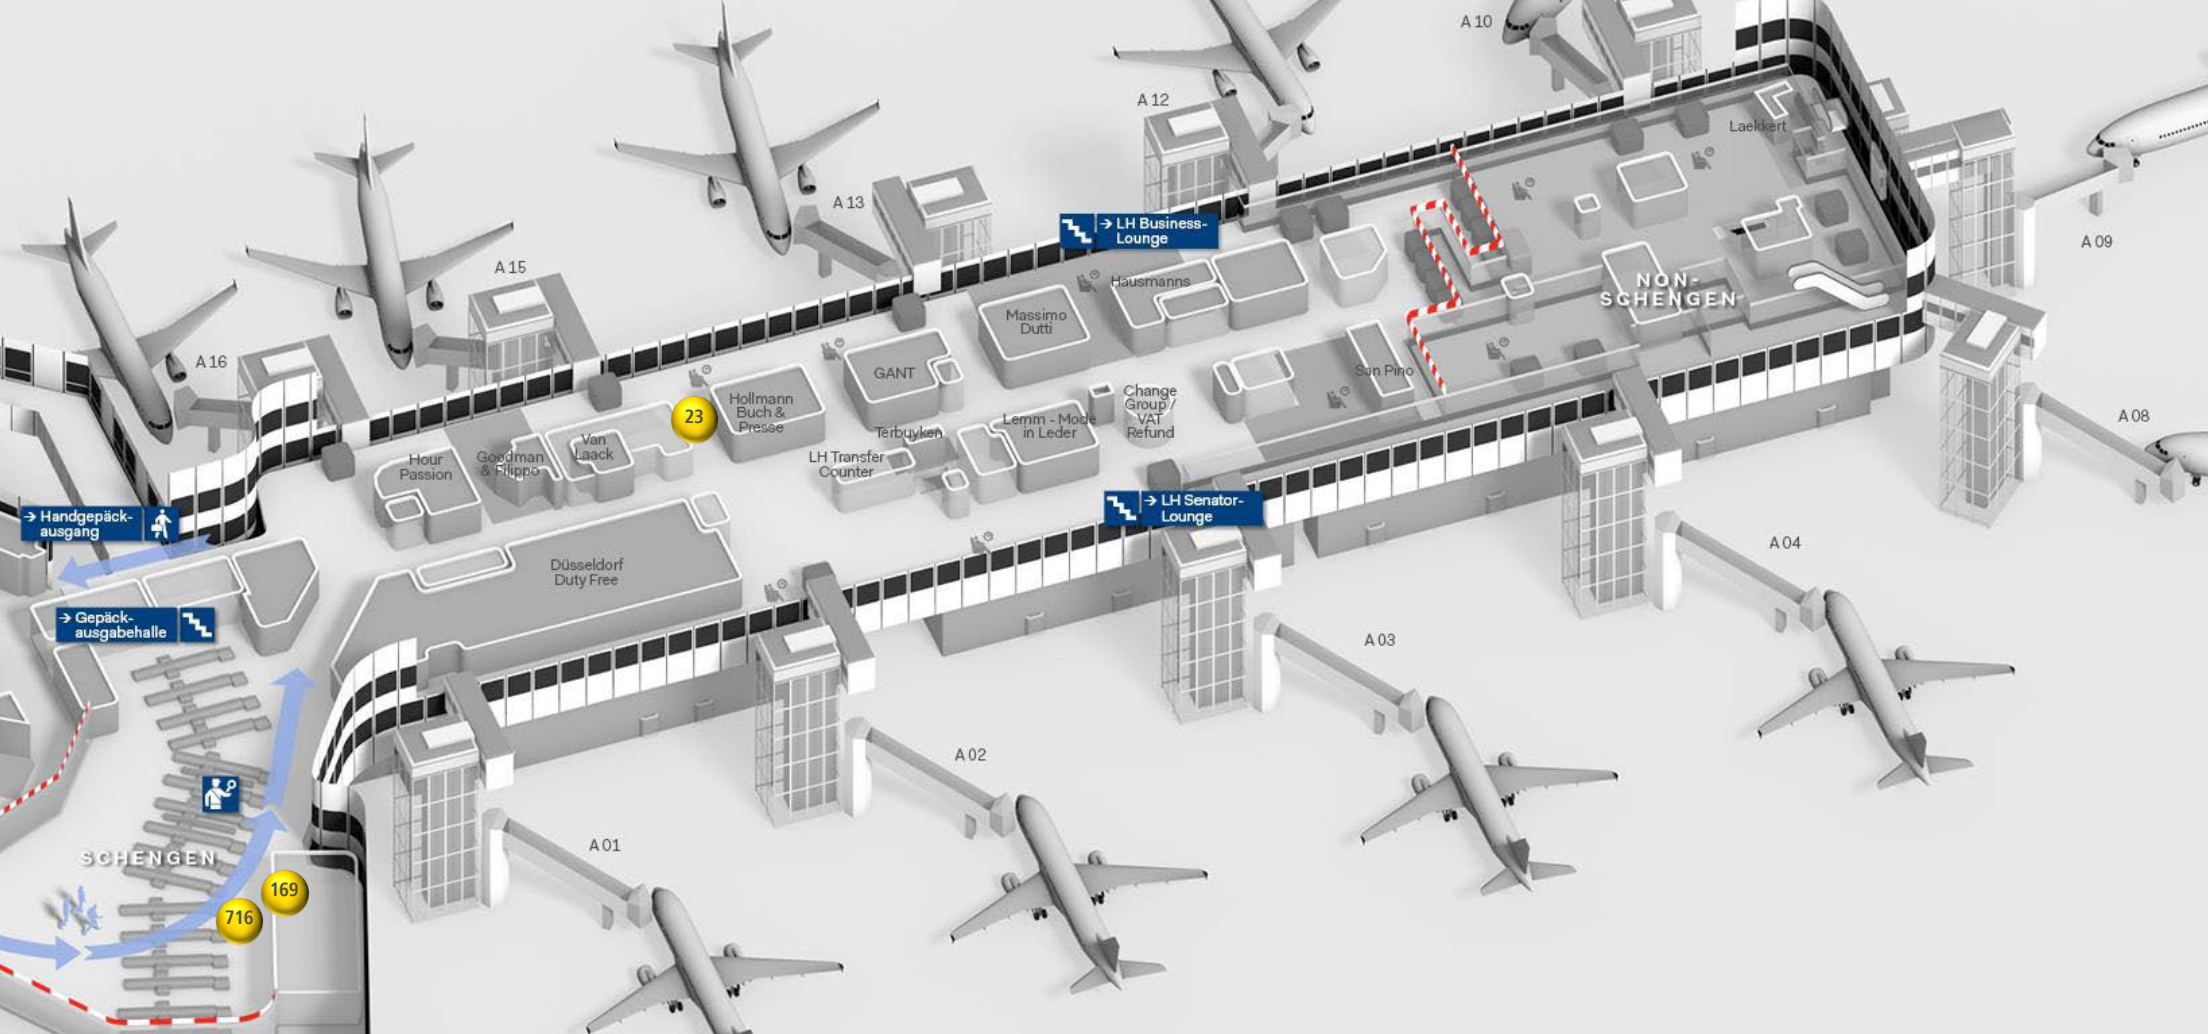 A 10
A 12
Laekkert
A 13
→ LH Business-
Lounge
A 09
A 15
Hausmanns
NON-
SCHENGEN
Massimo
Dutti
A 16
GANT
San Pino
Change
Group /
VAT
Refund
Hollmann
Buch &
Presse
23
Lemm - Mode
in Leder
A 08
Terbuyken
Van
Laack
Goodman
& Filippo
Hour
Passion
LH Transfer
Counter
→ LH Senator-
Lounge
→ Handgepäck-
ausgang
A 04
Düsseldorf
Duty Free
→ Gepäck-
ausgabehalle
A 03
A 02
A 01
SCHENGEN
169
716